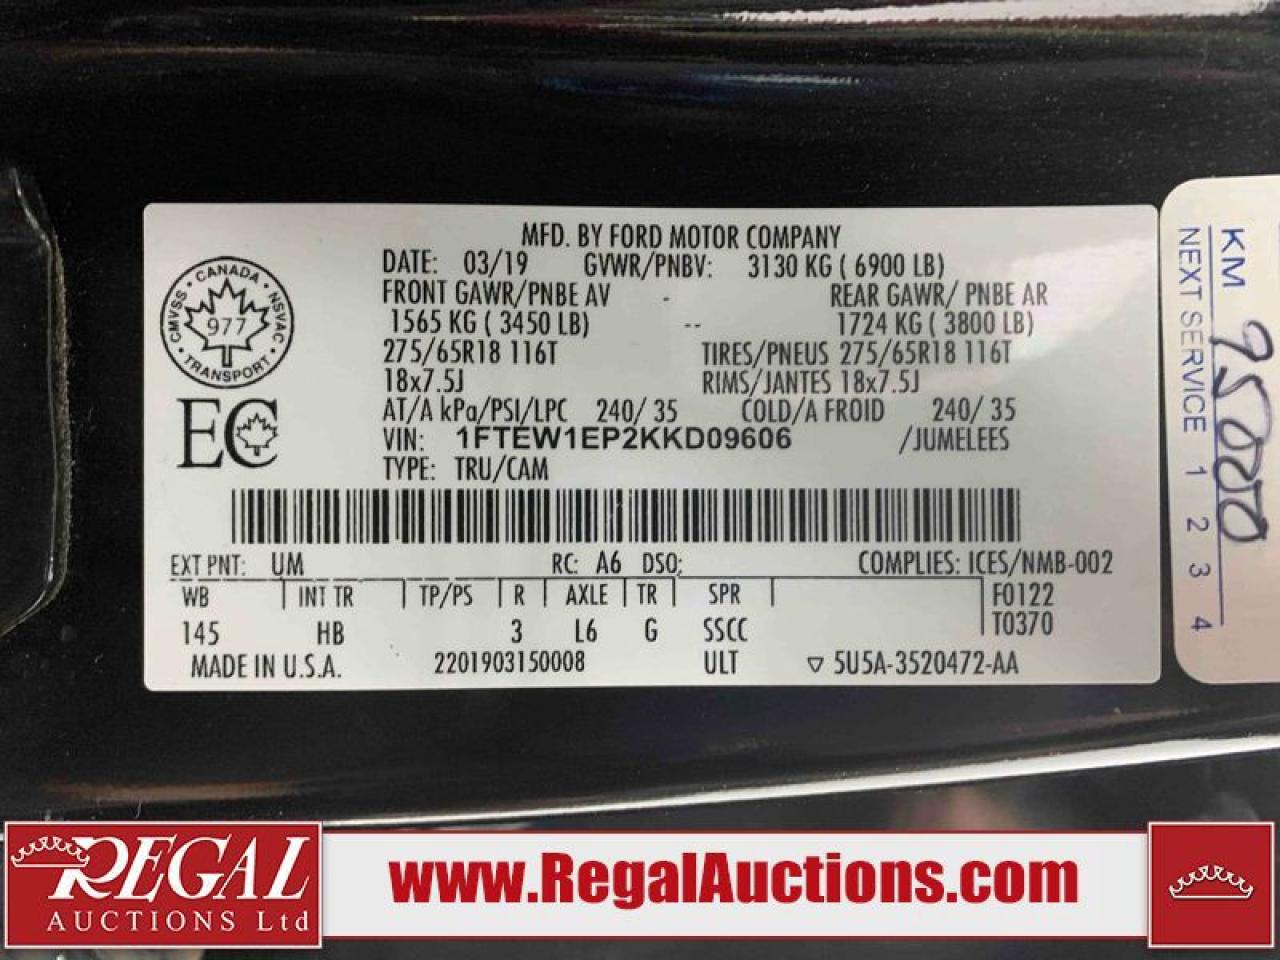 MFD. BY FORD MOTOR COMPANY
DATE: 03/19 GVWR/PNBV: 3130 KG ( 6900 LB)
FRONT GAWR/PNBE AV - REAR GAWR/ PNBE AR
1565 KG ( 3450 LB) -- 1724 KG ( 3800 LB)
275/65R18 116T TIRES/PNEUS 275/65R18 116T
18x7.5J RIMS/JANTES 18x7.5J
AT/A kPa/PSI/LPC 240/ 35 COLD/A FROID 240/ 35
VIN: 1FTEW1EP2KKD09606 /JUMELEES
TYPE: TRU/CAM
CMVSS · CANADA · NSVAC · TRANSPORT ·
977
EC
EXT PNT: UM RC: A6 DSO: COMPLIES: ICES/NMB-002
WB INT TR TP/PS R AXLE TR SPR F0122
145 HB 3 L6 G SSCC T0370
MADE IN U.S.A. 2201903150008 ULT ▽ 5U5A-3520472-AA
KM 95000
NEXT SERVICE 1 2 3 4
REGAL
AUCTIONS Ltd
www.RegalAuctions.com